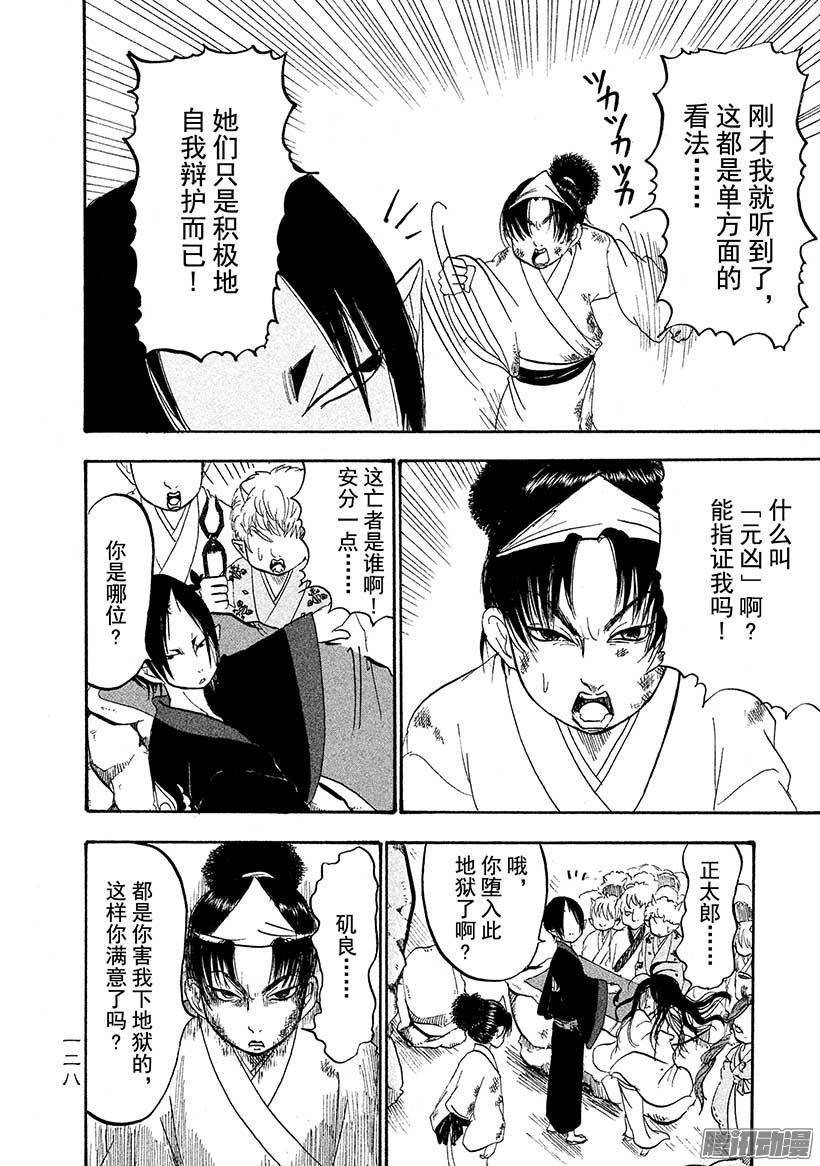 刚才我就听到了，
这都是单方面的
看法……
ツカ
ツカ
她们只是积极地
自我辩护而已！
什么叫
「元凶」啊？
能指证我吗！
这亡者是谁啊！
安分一点……
你是哪位？
正太郎……
哦，
你堕入此
地狱了啊？
矶良……
都是你害我下地狱的，
这样你满意了吗？
一二八
腾讯动漫